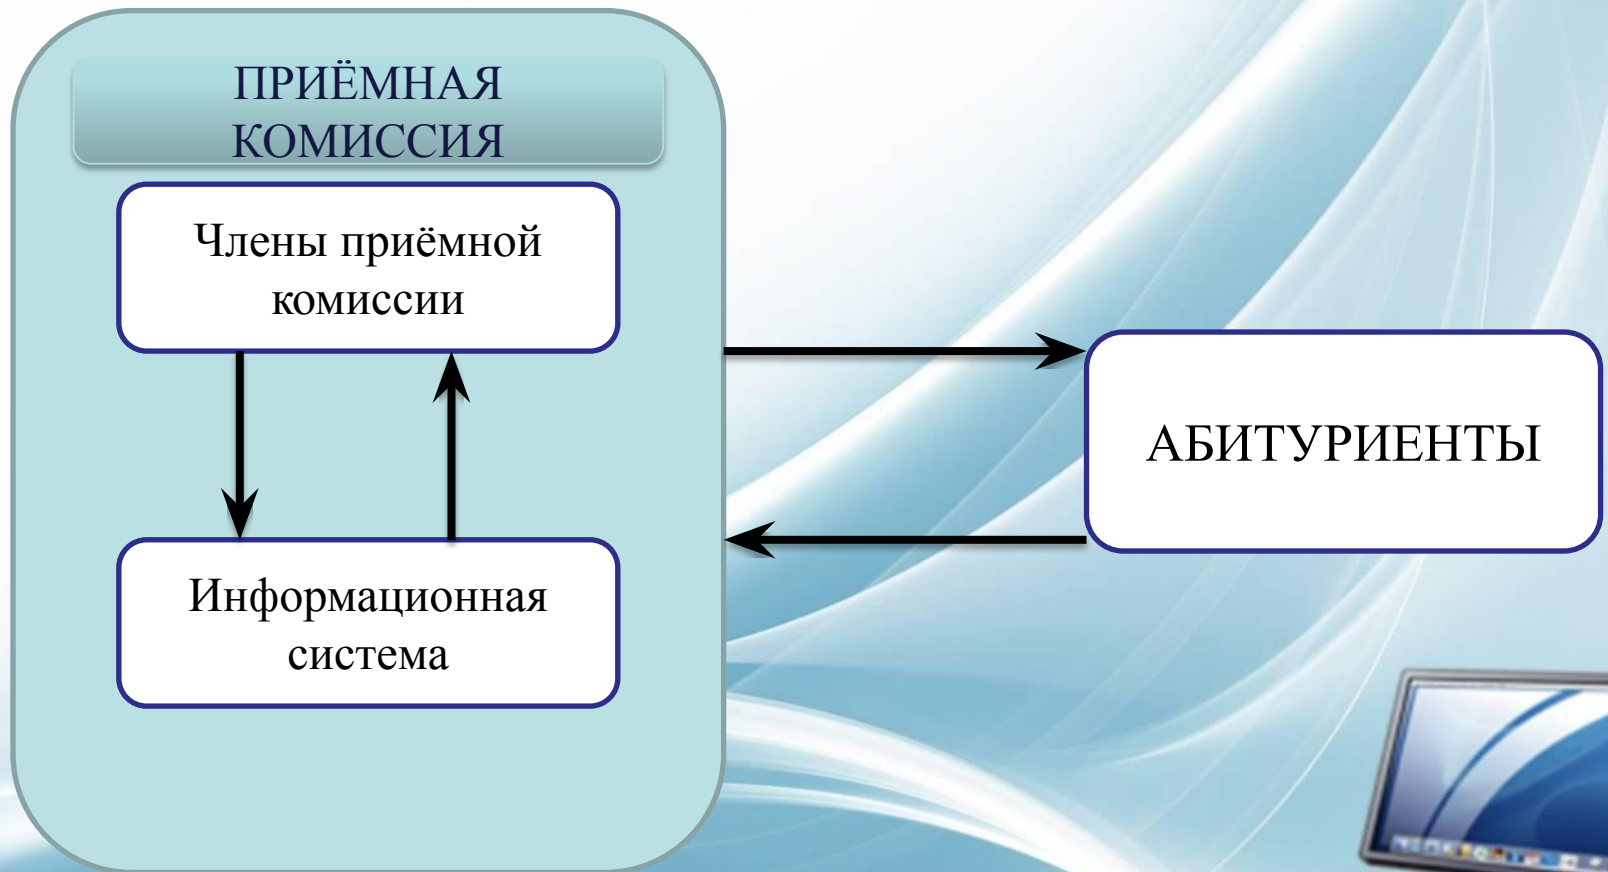 ПРИЁМНАЯ
КОМИССИЯ
Члены приёмной
комиссии
Информационная
система
АБИТУРИЕНТЫ